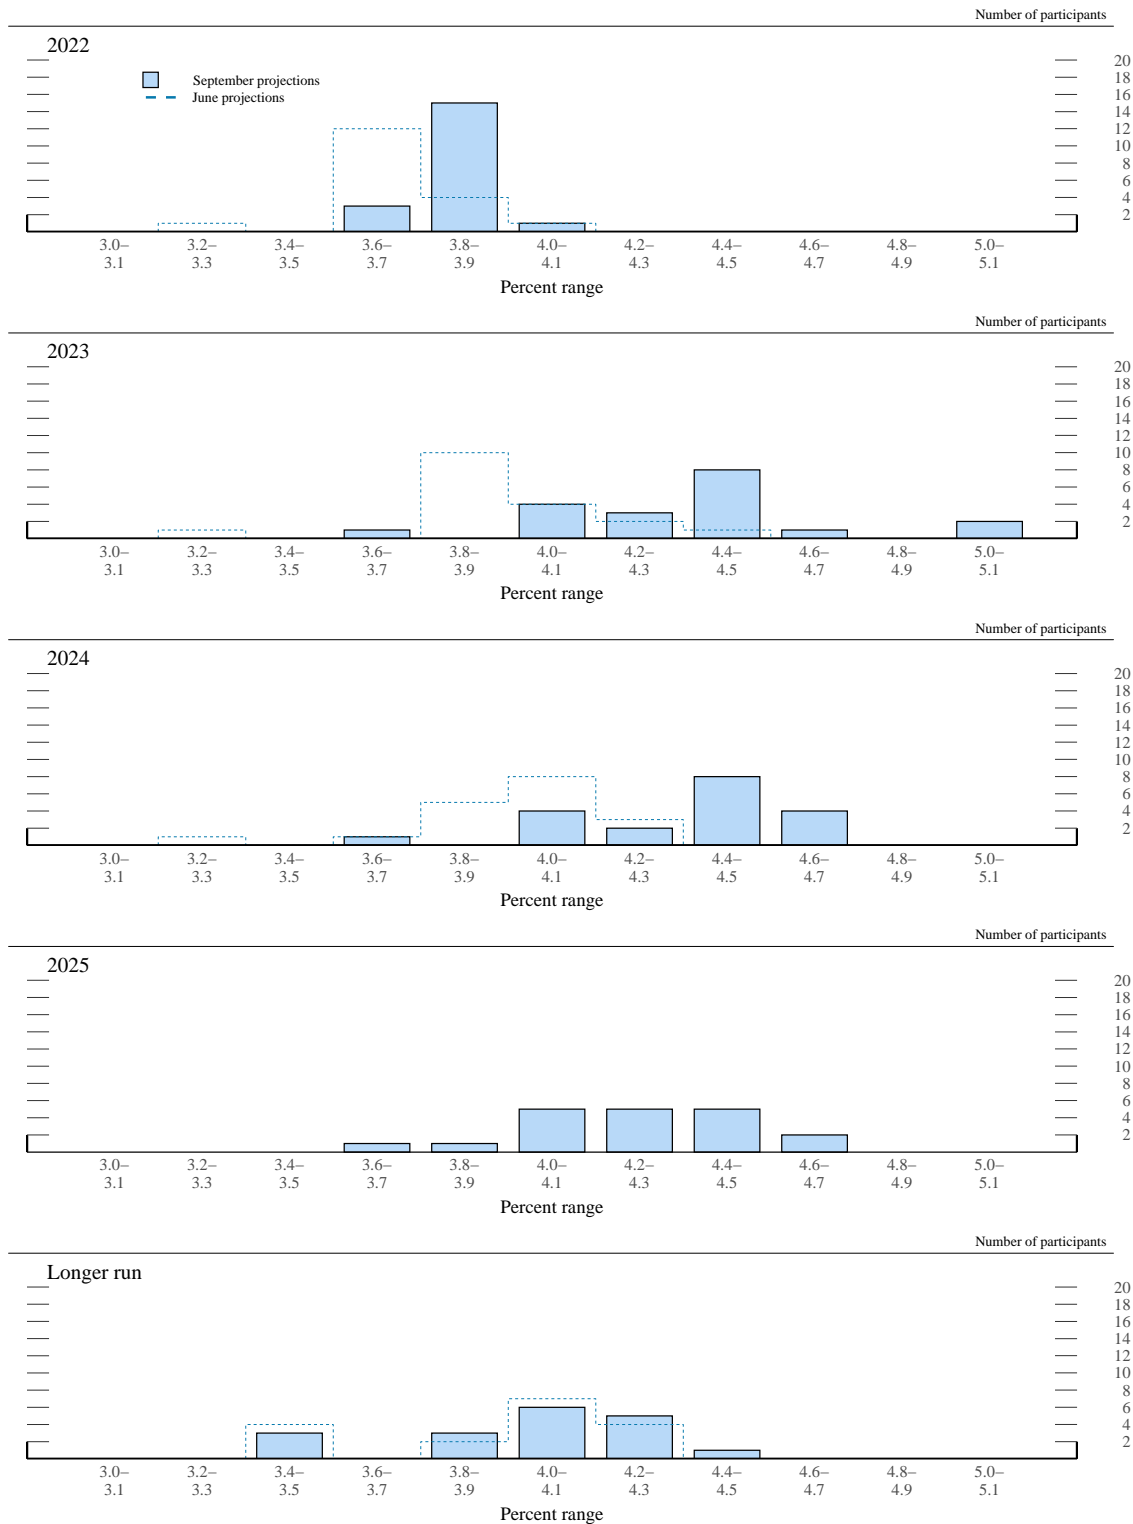 Number of participants
2022
September projections
June projections
20
18
16
14
12
10
8
6
4
2
3.0– 3.2– 3.4– 3.6– 3.8– 4.0– 4.2– 4.4– 4.6– 4.8– 5.0–
3.1 3.3 3.5 3.7 3.9 4.1 4.3 4.5 4.7 4.9 5.1
Percent range
Number of participants
2023
20
18
16
14
12
10
8
6
4
2
3.0– 3.2– 3.4– 3.6– 3.8– 4.0– 4.2– 4.4– 4.6– 4.8– 5.0–
3.1 3.3 3.5 3.7 3.9 4.1 4.3 4.5 4.7 4.9 5.1
Percent range
Number of participants
2024
20
18
16
14
12
10
8
6
4
2
3.0– 3.2– 3.4– 3.6– 3.8– 4.0– 4.2– 4.4– 4.6– 4.8– 5.0–
3.1 3.3 3.5 3.7 3.9 4.1 4.3 4.5 4.7 4.9 5.1
Percent range
Number of participants
2025
20
18
16
14
12
10
8
6
4
2
3.0– 3.2– 3.4– 3.6– 3.8– 4.0– 4.2– 4.4– 4.6– 4.8– 5.0–
3.1 3.3 3.5 3.7 3.9 4.1 4.3 4.5 4.7 4.9 5.1
Percent range
Number of participants
Longer run
20
18
16
14
12
10
8
6
4
2
3.0– 3.2– 3.4– 3.6– 3.8– 4.0– 4.2– 4.4– 4.6– 4.8– 5.0–
3.1 3.3 3.5 3.7 3.9 4.1 4.3 4.5 4.7 4.9 5.1
Percent range